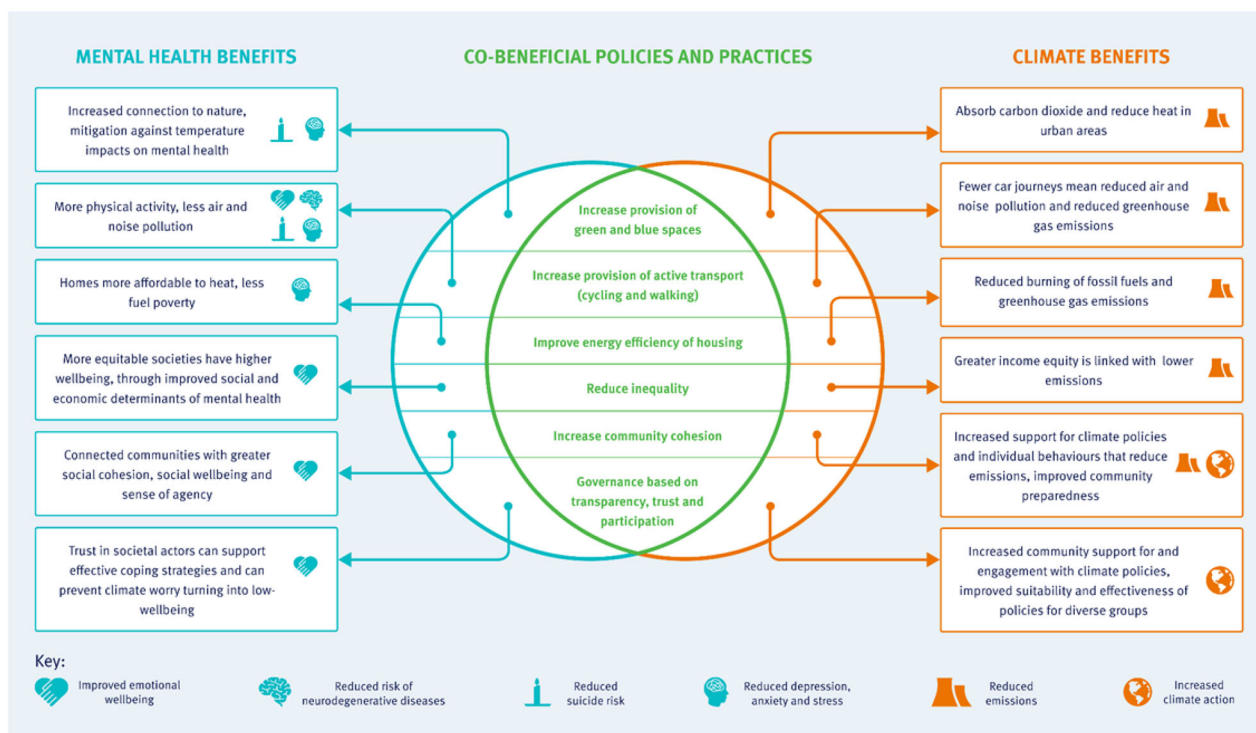 MENTAL HEALTH BENEFITS
CO-BENEFICIAL POLICIES AND PRACTICES
CLIMATE BENEFITS
Increased connection to nature,
mitigation against temperature
impacts on mental health
More physical activity, less air and
noise pollution
Homes more affordable to heat, less
fuel poverty
More equitable societies have higher
wellbeing, through improved social and
economic determinants of mental health
Connected communities with greater
social cohesion, social wellbeing and
sense of agency
Trust in societal actors can support
effective coping strategies and can
prevent climate worry turning into low-
wellbeing
Increase provision of
green and blue spaces
Increase provision of active transport
(cycling and walking)
Improve energy efficiency of housing
Reduce inequality
Increase community cohesion
Governance based on
transparency, trust and
participation
Absorb carbon dioxide and reduce heat in
urban areas
Fewer car journeys mean reduced air and
noise pollution and reduced greenhouse
gas emissions
Reduced burning of fossil fuels and
greenhouse gas emissions
Greater income equity is linked with lower
emissions
Increased support for climate policies
and individual behaviours that reduce
emissions, improved community
preparedness
Increased community support for and
engagement with climate policies,
improved suitability and effectiveness of
policies for diverse groups
Key:
Improved emotional
wellbeing
Reduced risk of
neurodegenerative diseases
Reduced
suicide risk
Reduced depression,
anxiety and stress
Reduced
emissions
Increased
climate action